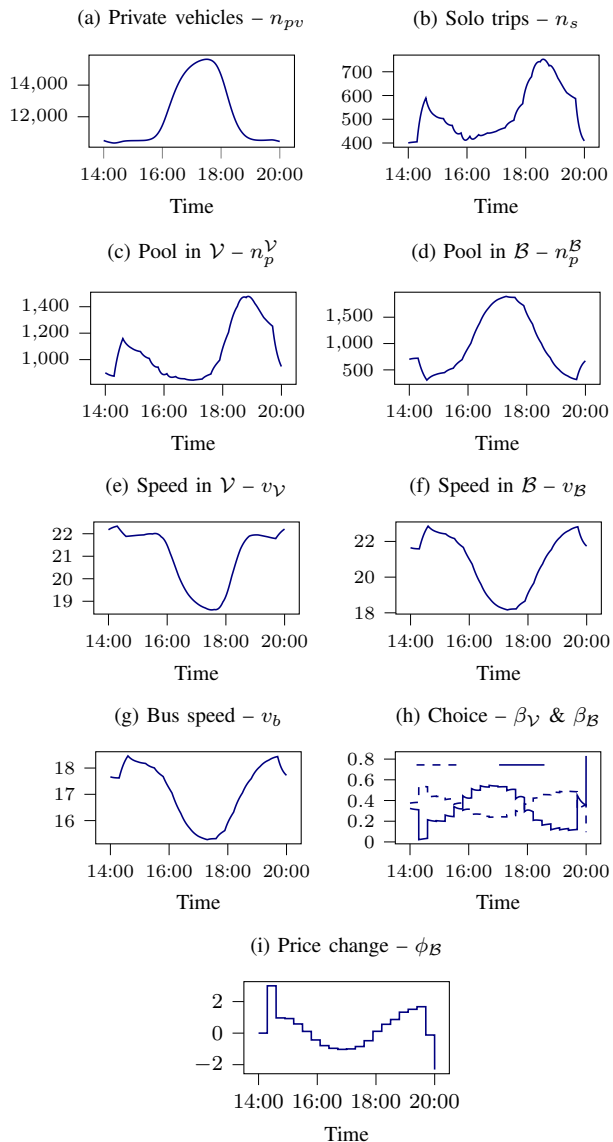 (a) Private vehicles – n_pv
(b) Solo trips – n_s
14,000
12,000
14:00 16:00 18:00 20:00
Time
700
600
500
400
14:00 16:00 18:00 20:00
Time
(c) Pool in 𝒱 – n_p^𝒱
(d) Pool in ℬ – n_p^ℬ
1,400
1,200
1,000
14:00 16:00 18:00 20:00
Time
1,500
1,000
500
14:00 16:00 18:00 20:00
Time
(e) Speed in 𝒱 – v_𝒱
(f) Speed in ℬ – v_ℬ
22
21
20
19
14:00 16:00 18:00 20:00
Time
22
20
18
14:00 16:00 18:00 20:00
Time
(g) Bus speed – v_b
(h) Choice – β_𝒱 & β_ℬ
18
17
16
14:00 16:00 18:00 20:00
Time
0.8
0.6
0.4
0.2
0
14:00 16:00 18:00 20:00
Time
(i) Price change – ϕ_ℬ
2
0
−2
14:00 16:00 18:00 20:00
Time